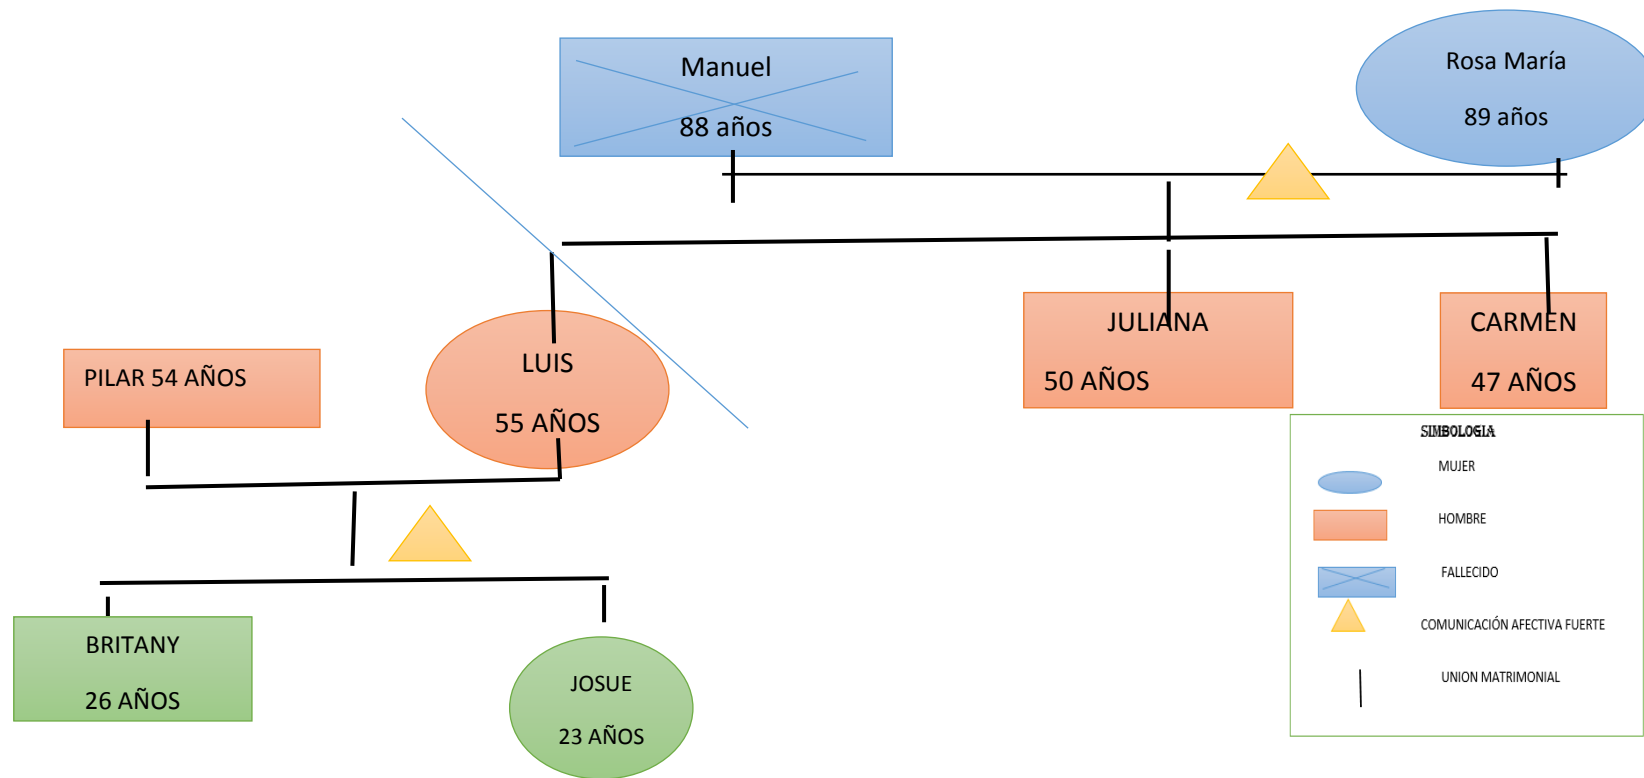 Manuel
88 años
Rosa María
89 años
PILAR 54 AÑOS
LUIS
55 AÑOS
JULIANA
50 AÑOS
CARMEN
47 AÑOS
BRITANY
26 AÑOS
JOSUE
23 AÑOS
SIMBOLOGIA
MUJER
HOMBRE
FALLECIDO
COMUNICACIÓN AFECTIVA FUERTE
UNION MATRIMONIAL